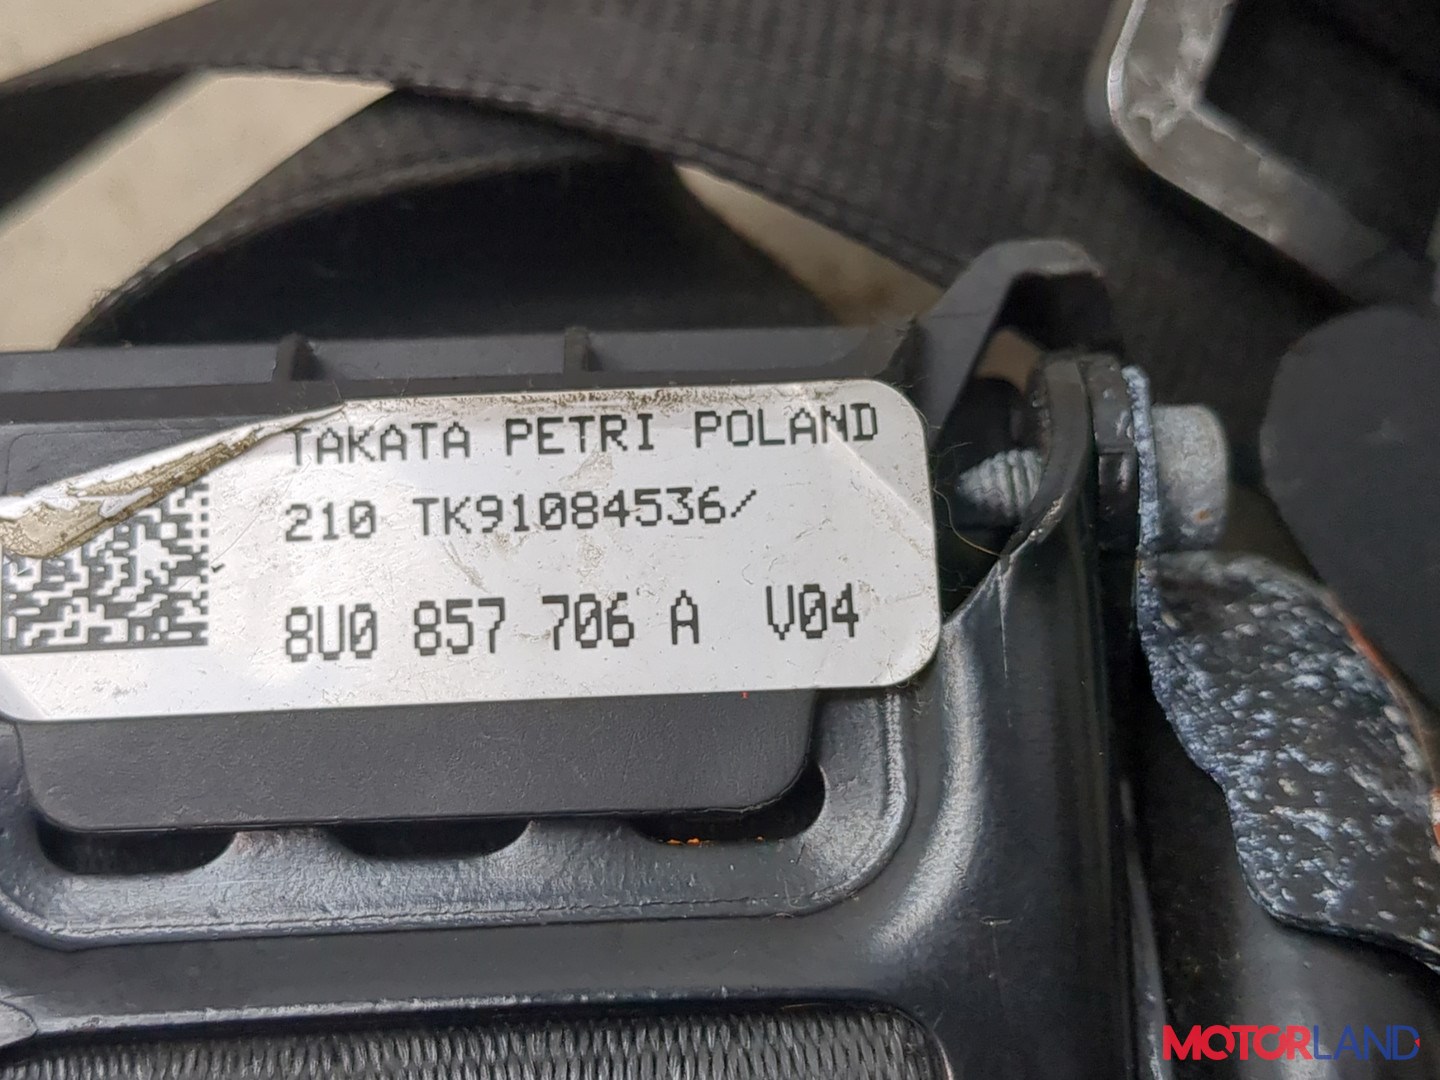 TAKATA PETRI POLAND
210 TK91084536/
8U0 857 706 A V04
MOTORLAND